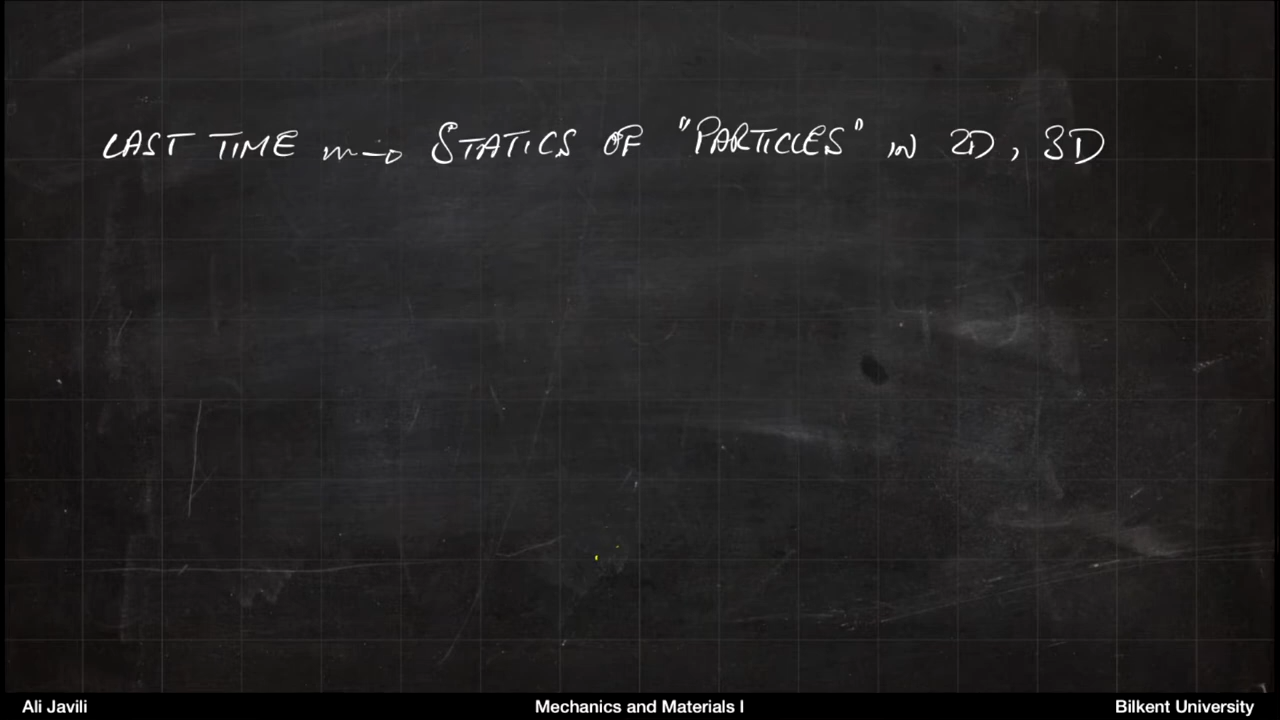 LAST TIME → STATICS OF "PARTICLES" IN 2D, 3D
Ali Javili
Mechanics and Materials I
Bilkent University